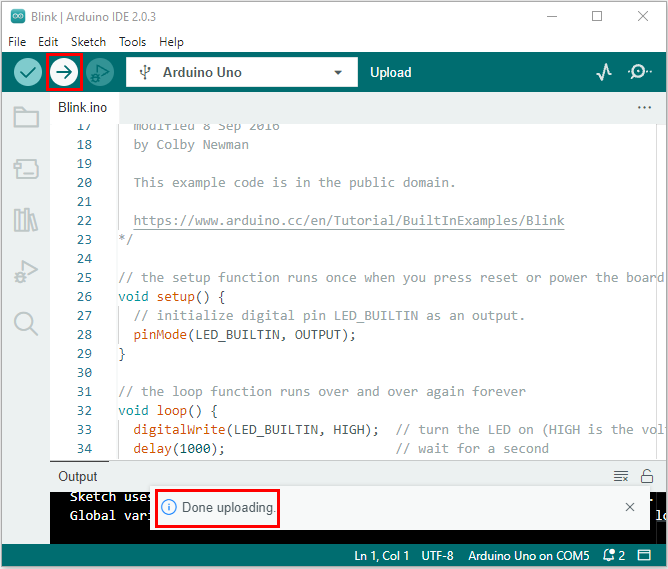 Blink | Arduino IDE 2.0.3
File Edit Sketch Tools Help
Arduino Uno
Upload
Blink.ino
17 modified 8 Sep 2016
18 by Colby Newman
19
20 This example code is in the public domain.
21
22 https://www.arduino.cc/en/Tutorial/BuiltInExamples/Blink
23 */
24
25 // the setup function runs once when you press reset or power the board
26 void setup() {
27 // initialize digital pin LED_BUILTIN as an output.
28 pinMode(LED_BUILTIN, OUTPUT);
29 }
30
31 // the loop function runs over and over again forever
32 void loop() {
33 digitalWrite(LED_BUILTIN, HIGH); // turn the LED on (HIGH is the vol
34 delay(1000); // wait for a second
Output
Sketch uses
Global vari
Done uploading.
Ln 1, Col 1 UTF-8 Arduino Uno on COM5 2